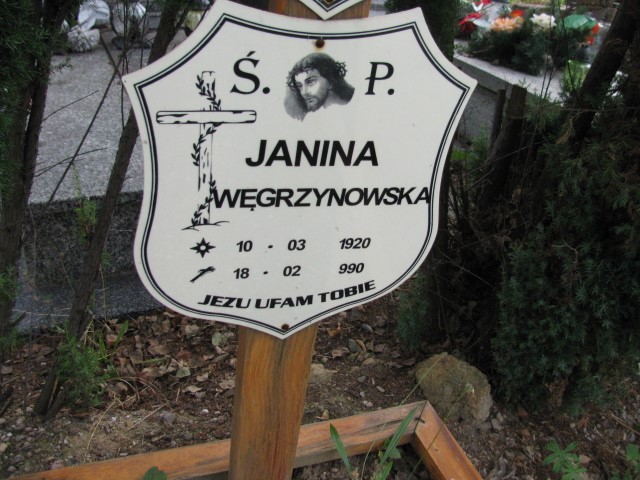 Ś. P.
JANINA
WĘGRZYNOWSKA
10 - 03 1920
18 - 02 990
JEZU UFAM TOBIE